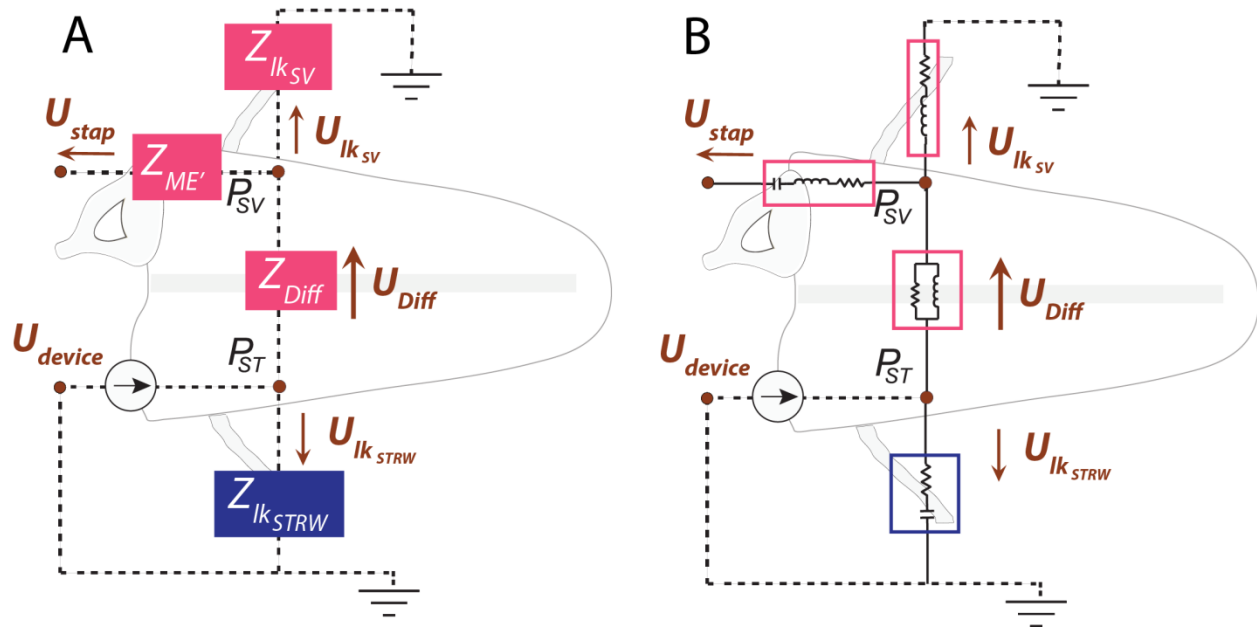 A
Z_lk_SV
U_stap
U_lk_SV
Z_ME'
P_SV
Z_Diff
U_Diff
U_device
P_ST
U_lk_STRW
Z_lk_STRW
B
U_stap
U_lk_SV
P_SV
U_Diff
U_device
P_ST
U_lk_STRW